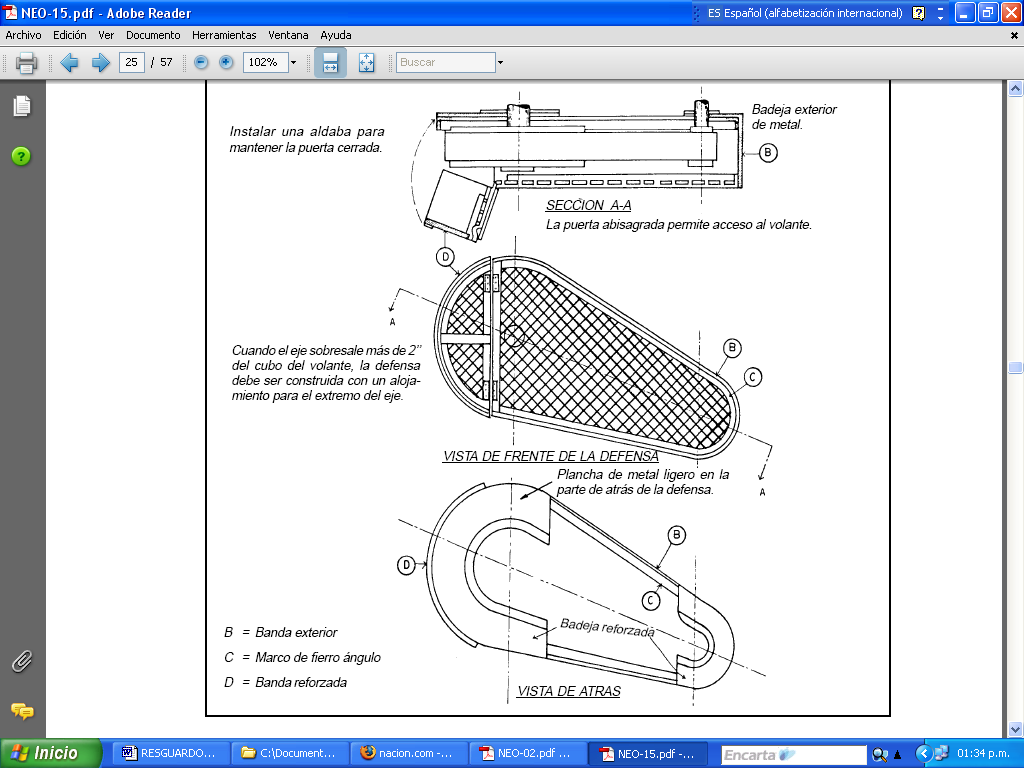 NEO-15.pdf - Adobe Reader
ES Español (alfabetización internacional)
Archivo Edición Ver Documento Herramientas Ventana Ayuda
25 / 57 102% Buscar
Instalar una aldaba para
mantener la puerta cerrada.
Badeja exterior
de metal.
B
SECCION A-A
La puerta abisagrada permite acceso al volante.
D
A
B
C
Cuando el eje sobresale más de 2"
del cubo del volante, la defensa
debe ser construida con un aloja-
miento para el extremo del eje.
VISTA DE FRENTE DE LA DEFENSA
Plancha de metal ligero en la
parte de atrás de la defensa.
A
B
D
C
Badeja reforzada
B = Banda exterior
C = Marco de fierro ángulo
D = Banda reforzada
VISTA DE ATRAS
Inicio RESGUARDO... C:\Document... nacion.com -... NEO-02.pdf ... NEO-15.pdf -... Encarta 01:34 p.m.